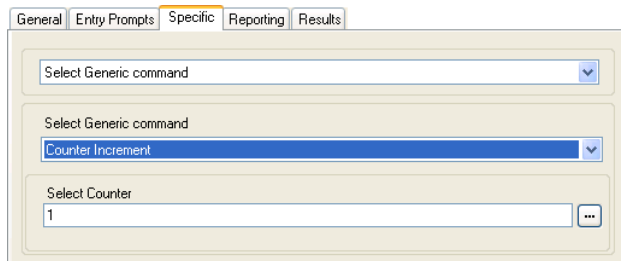 General Entry Prompts Specific Reporting Results
Select Generic command
Select Generic command
Counter Increment
Select Counter
1 ...